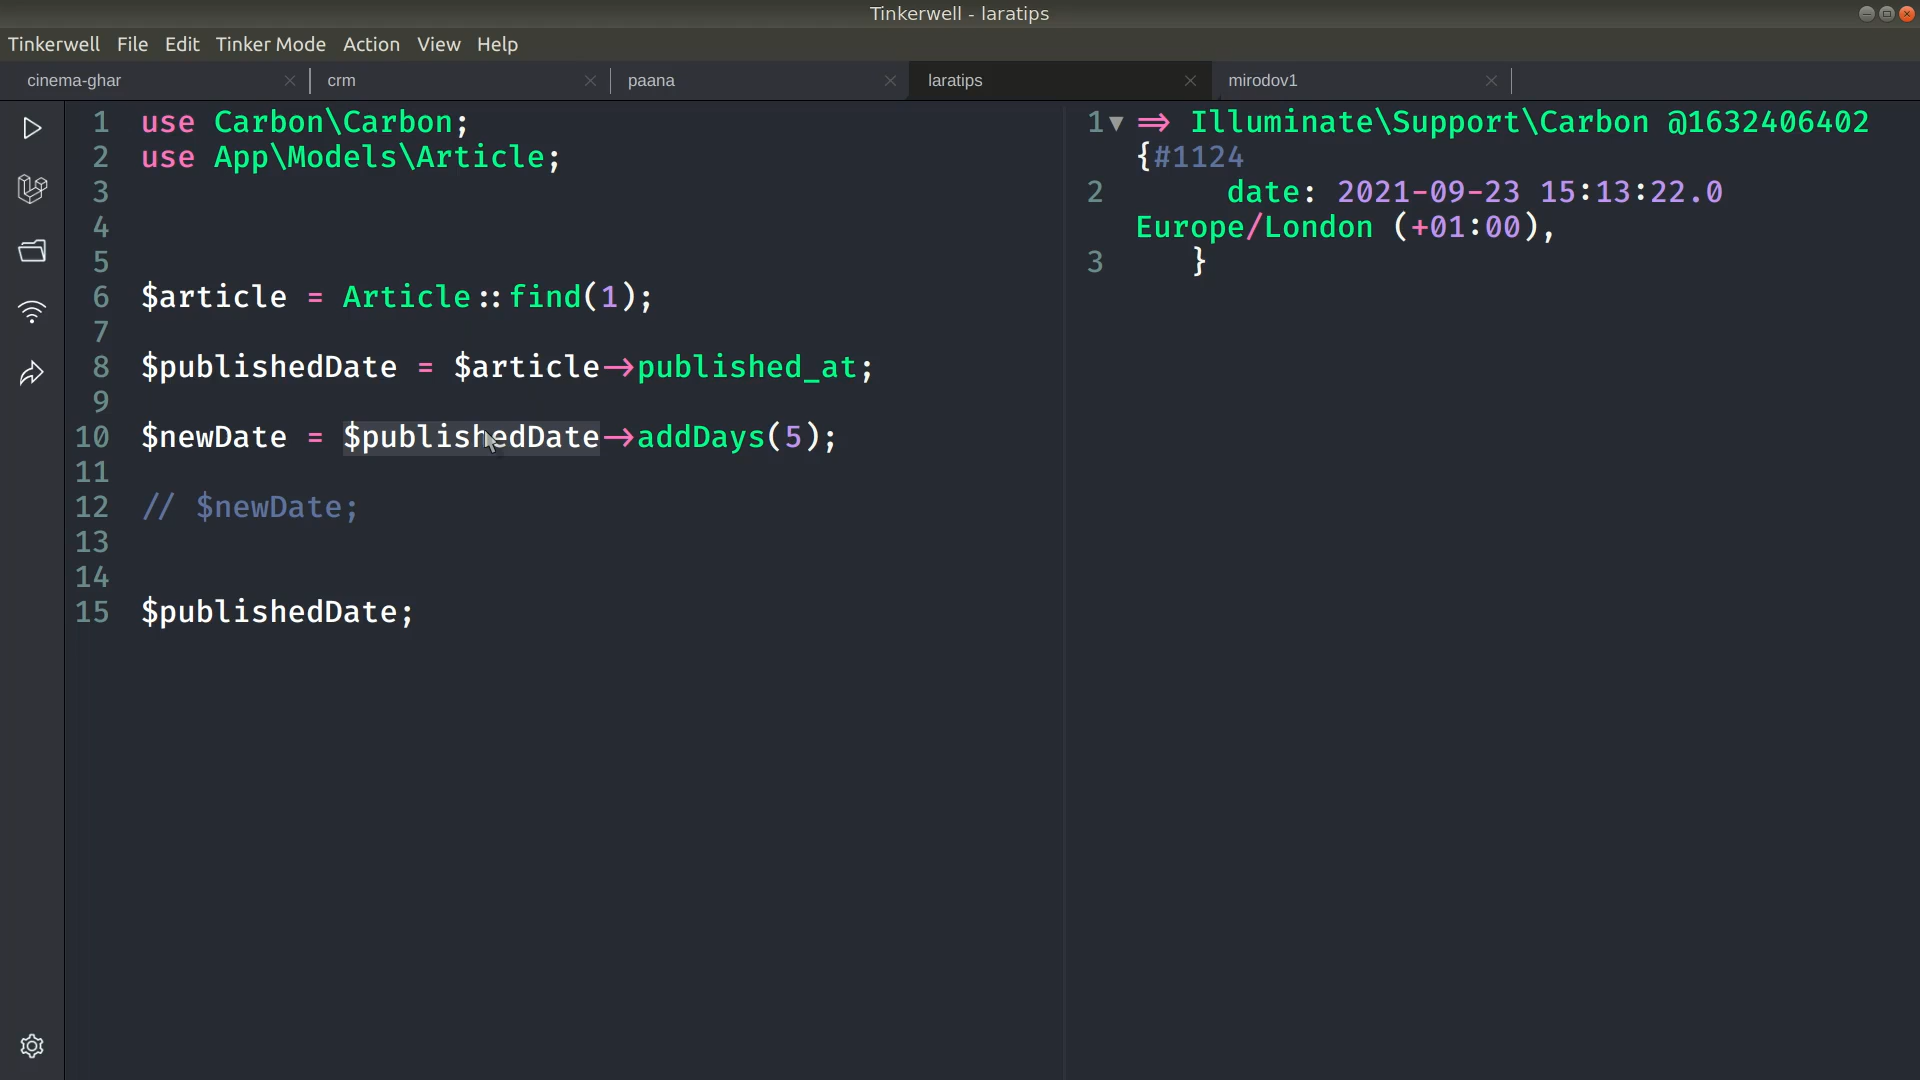 Tinkerwell - laratips
Tinkerwell File Edit Tinker Mode Action View Help
cinema-ghar crm paana laratips mirodov1
1 use Carbon\Carbon;
2 use App\Models\Article;
3
4
5
6 $article = Article::find(1);
7
8 $publishedDate = $article->published_at;
9
10 $newDate = $publishedDate->addDays(5);
11
12 // $newDate;
13
14
15 $publishedDate;
1 => Illuminate\Support\Carbon @1632406402
{#1124
2 date: 2021-09-23 15:13:22.0
Europe/London (+01:00),
3 }